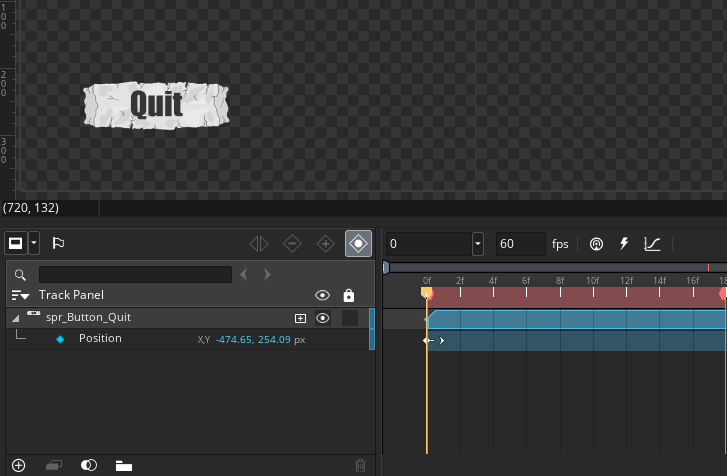 100
200
Quit
300
(720, 132)
0
60
fps
0f 2f 4f 6f 8f 10f 12f 14f 16f 18
Track Panel
spr_Button_Quit
Position X,Y -474.65, 254.09 px